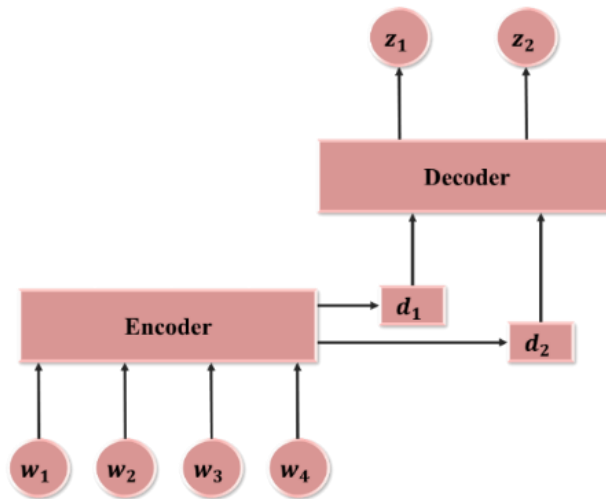 z₁ z₂
Decoder
d₁
Encoder
d₂
w₁ w₂ w₃ w₄